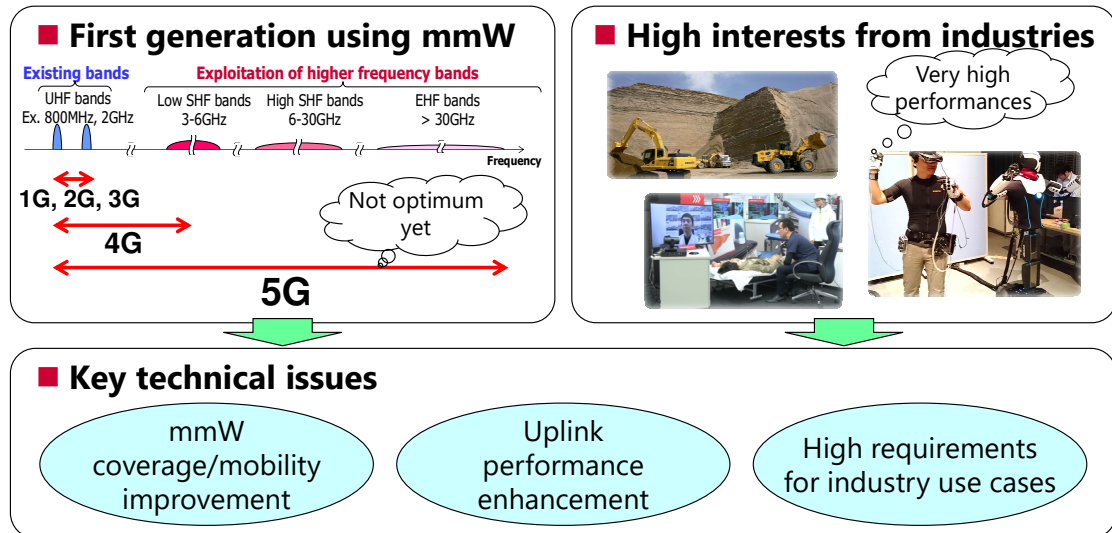 First generation using mmW
Existing bands
Exploitation of higher frequency bands
UHF bands
Ex. 800MHz, 2GHz
Low SHF bands
3-6GHz
High SHF bands
6-30GHz
EHF bands
> 30GHz
Frequency
1G, 2G, 3G
4G
5G
Not optimum
yet
High interests from industries
Very high
performances
Key technical issues
mmW
coverage/mobility
improvement
Uplink
performance
enhancement
High requirements
for industry use cases